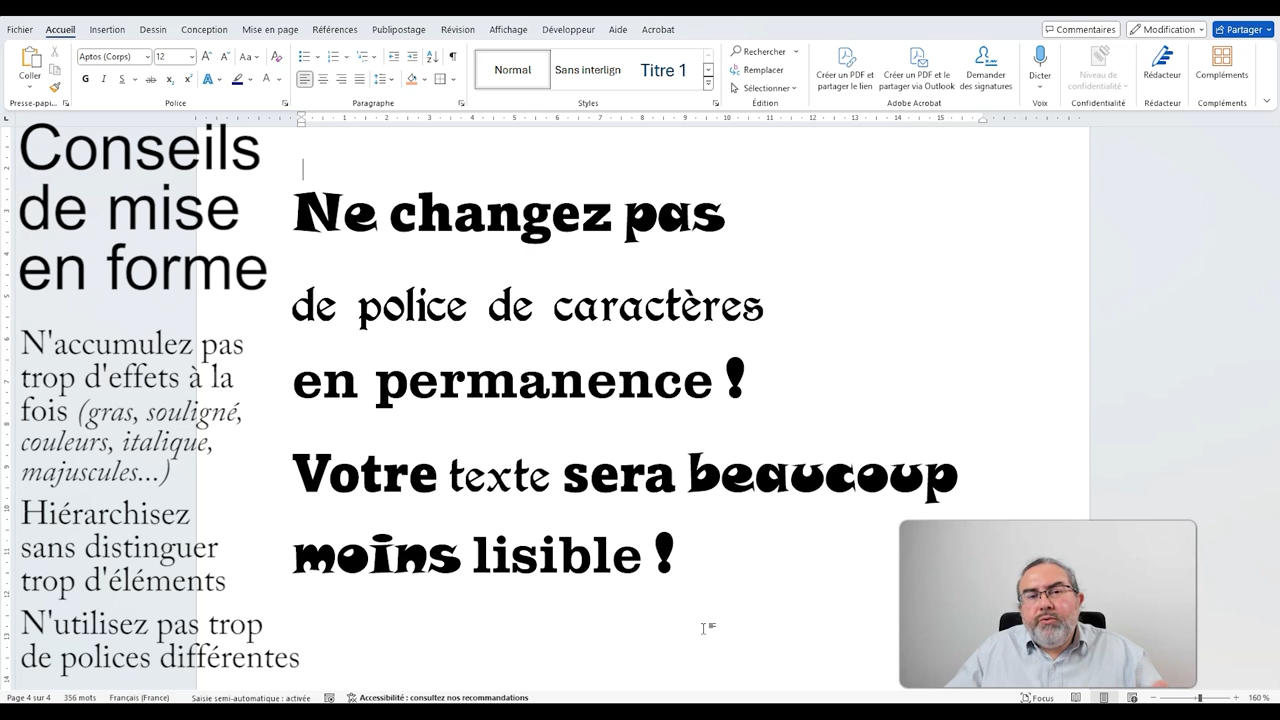 Fichier Accueil Insertion Dessin Conception Mise en page Référence Publipostage Révision Affichage Développeur Aide Acrobat Commentaires Modification Partager
Coller
Aptos (Corps) 12
Normal Sans interlign Titre 1
Rechercher
Remplacer
Sélectionner
Créer un PDF et partager le lien
Créer un PDF et partager via Outlook
Demander des signatures
Dicter
Niveau de confidentialité
Rédacteur
Compléments
Presse-papi Police Paragraphe Styles Édition Adobe Acrobat Voix Confidentialité Rédacteur Compléments
Conseils
de mise
en forme
N'accumulez pas
trop d'effets à la
fois (gras, souligné,
couleurs, italique,
majuscules...)
Hiérarchisez
sans distinguer
trop d'éléments
N'utilisez pas trop
de polices différentes
Ne changez pas
de police de caractères
en permanence !
Votre texte sera beaucoup
moins lisible !
Page 4 sur 4 356 mots Français (France) Saisie semi-automatique : activée Accessibilité : consultez nos recommandations Focus 160 %